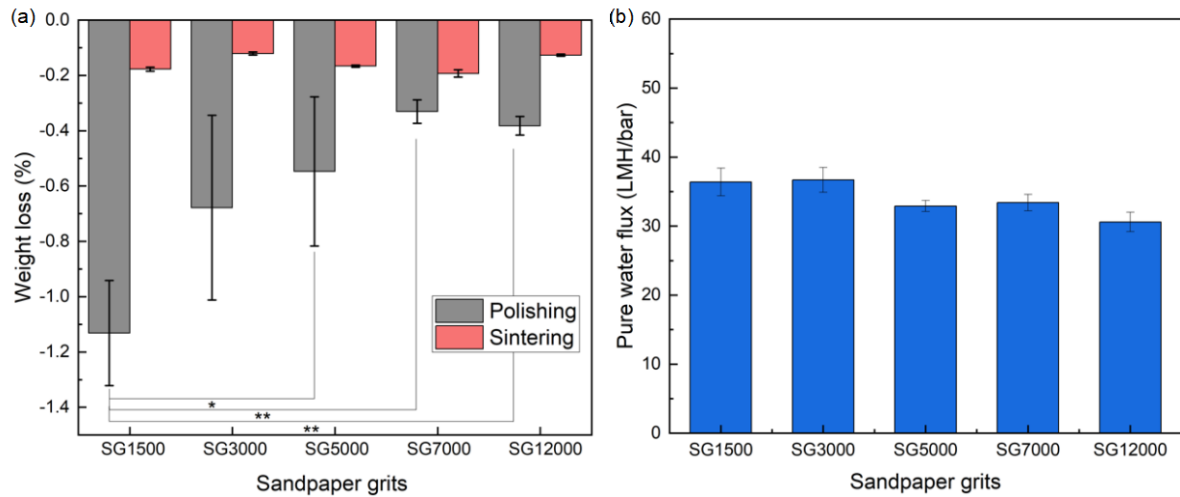 (a)
Weight loss (%)
0.0
-0.2
-0.4
-0.6
-0.8
-1.0
-1.2
-1.4
Polishing
Sintering
*
**
**
SG1500 SG3000 SG5000 SG7000 SG12000
Sandpaper grits
(b)
Pure water flux (LMH/bar)
60
50
40
30
20
10
0
SG1500 SG3000 SG5000 SG7000 SG12000
Sandpaper grits